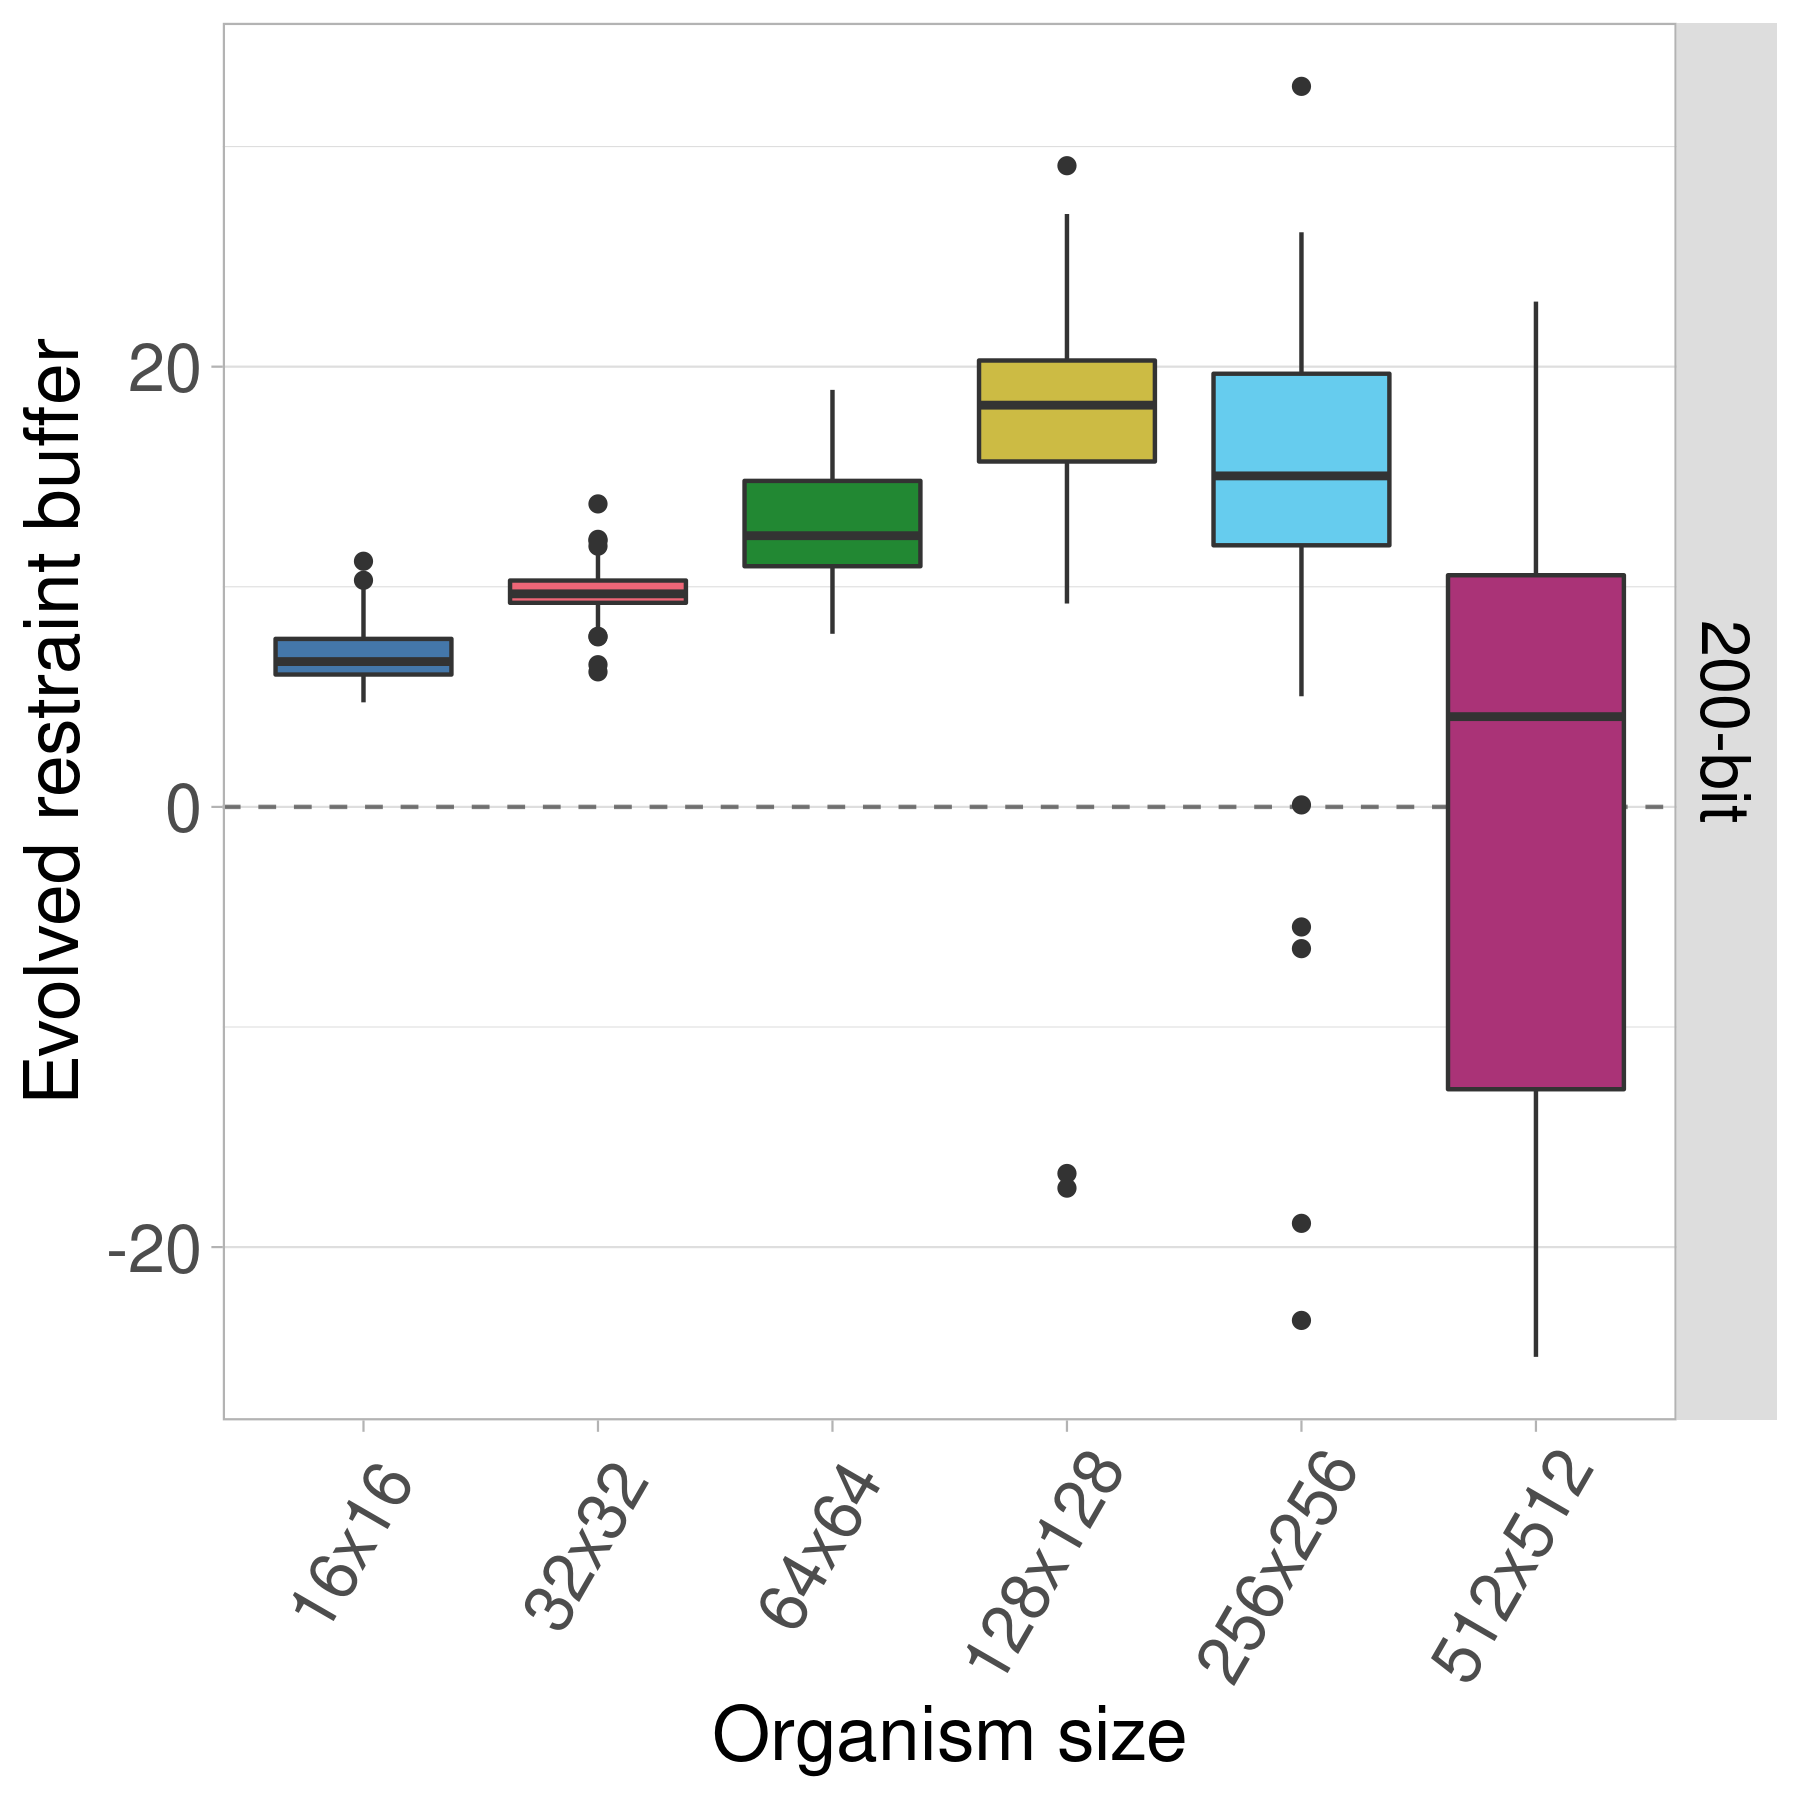 Evolved restraint buffer
20
0
-20
16x16
32x32
64x64
128x128
256x256
512x512
Organism size
200-bit